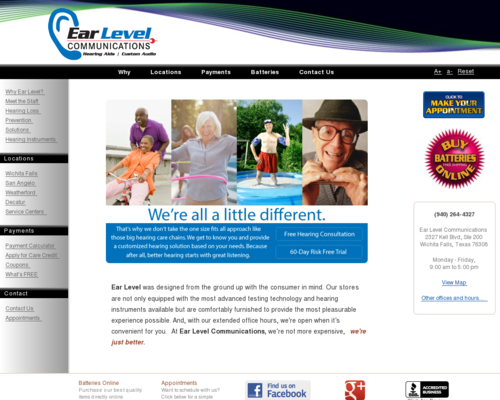 Ear Level
COMMUNICATIONS
Hearing Aids / Custom Audio
Why
Locations
Payments
Batteries
Contact Us
A+ a- Reset
Why Ear Level?
Meet the Staff
Hearing Loss
Prevention
Solutions
Hearing Instruments
Locations
Wichita Falls
San Angelo
Weatherford
Decatur
Service Centers
Payments
Payment Calculator
Apply for Care Credit
Coupons
What's FREE
Contact
Contact Us
Appointments
We're all a little different.
That's why we don't take the one size fits all approach like
those big hearing care chains. We get to know you and provide
a customized hearing solution based on your needs. Because
after all, better hearing starts with great listening.
Free Hearing Consultation
60-Day Risk Free Trial
Ear Level was designed from the ground up with the consumer in mind. Our stores
are not only equipped with the most advanced testing technology and hearing
instruments available but are comfortably furnished to provide the most pleasurable
experience possible. And, with our extended office hours, we're open when it's
convenient for you. At Ear Level Communications, we're not more expensive, we're
just better.
CLICK TO
MAKE YOUR
APPOINTMENT
BUY
BATTERIES
ONLINE
(940) 264-4327
Ear Level Communications
2327 Kell Blvd, Ste 200
Wichita Falls, Texas 76308
Monday - Friday,
9:00 am to 5:00 pm
View Map
Other offices and hours......
Batteries Online
Purchase our best quality
items directly online
Appointments
Want to schedule with us?
Click below for a simple
Find us on
Facebook
g+
ACCREDITED
BUSINESS
BBB